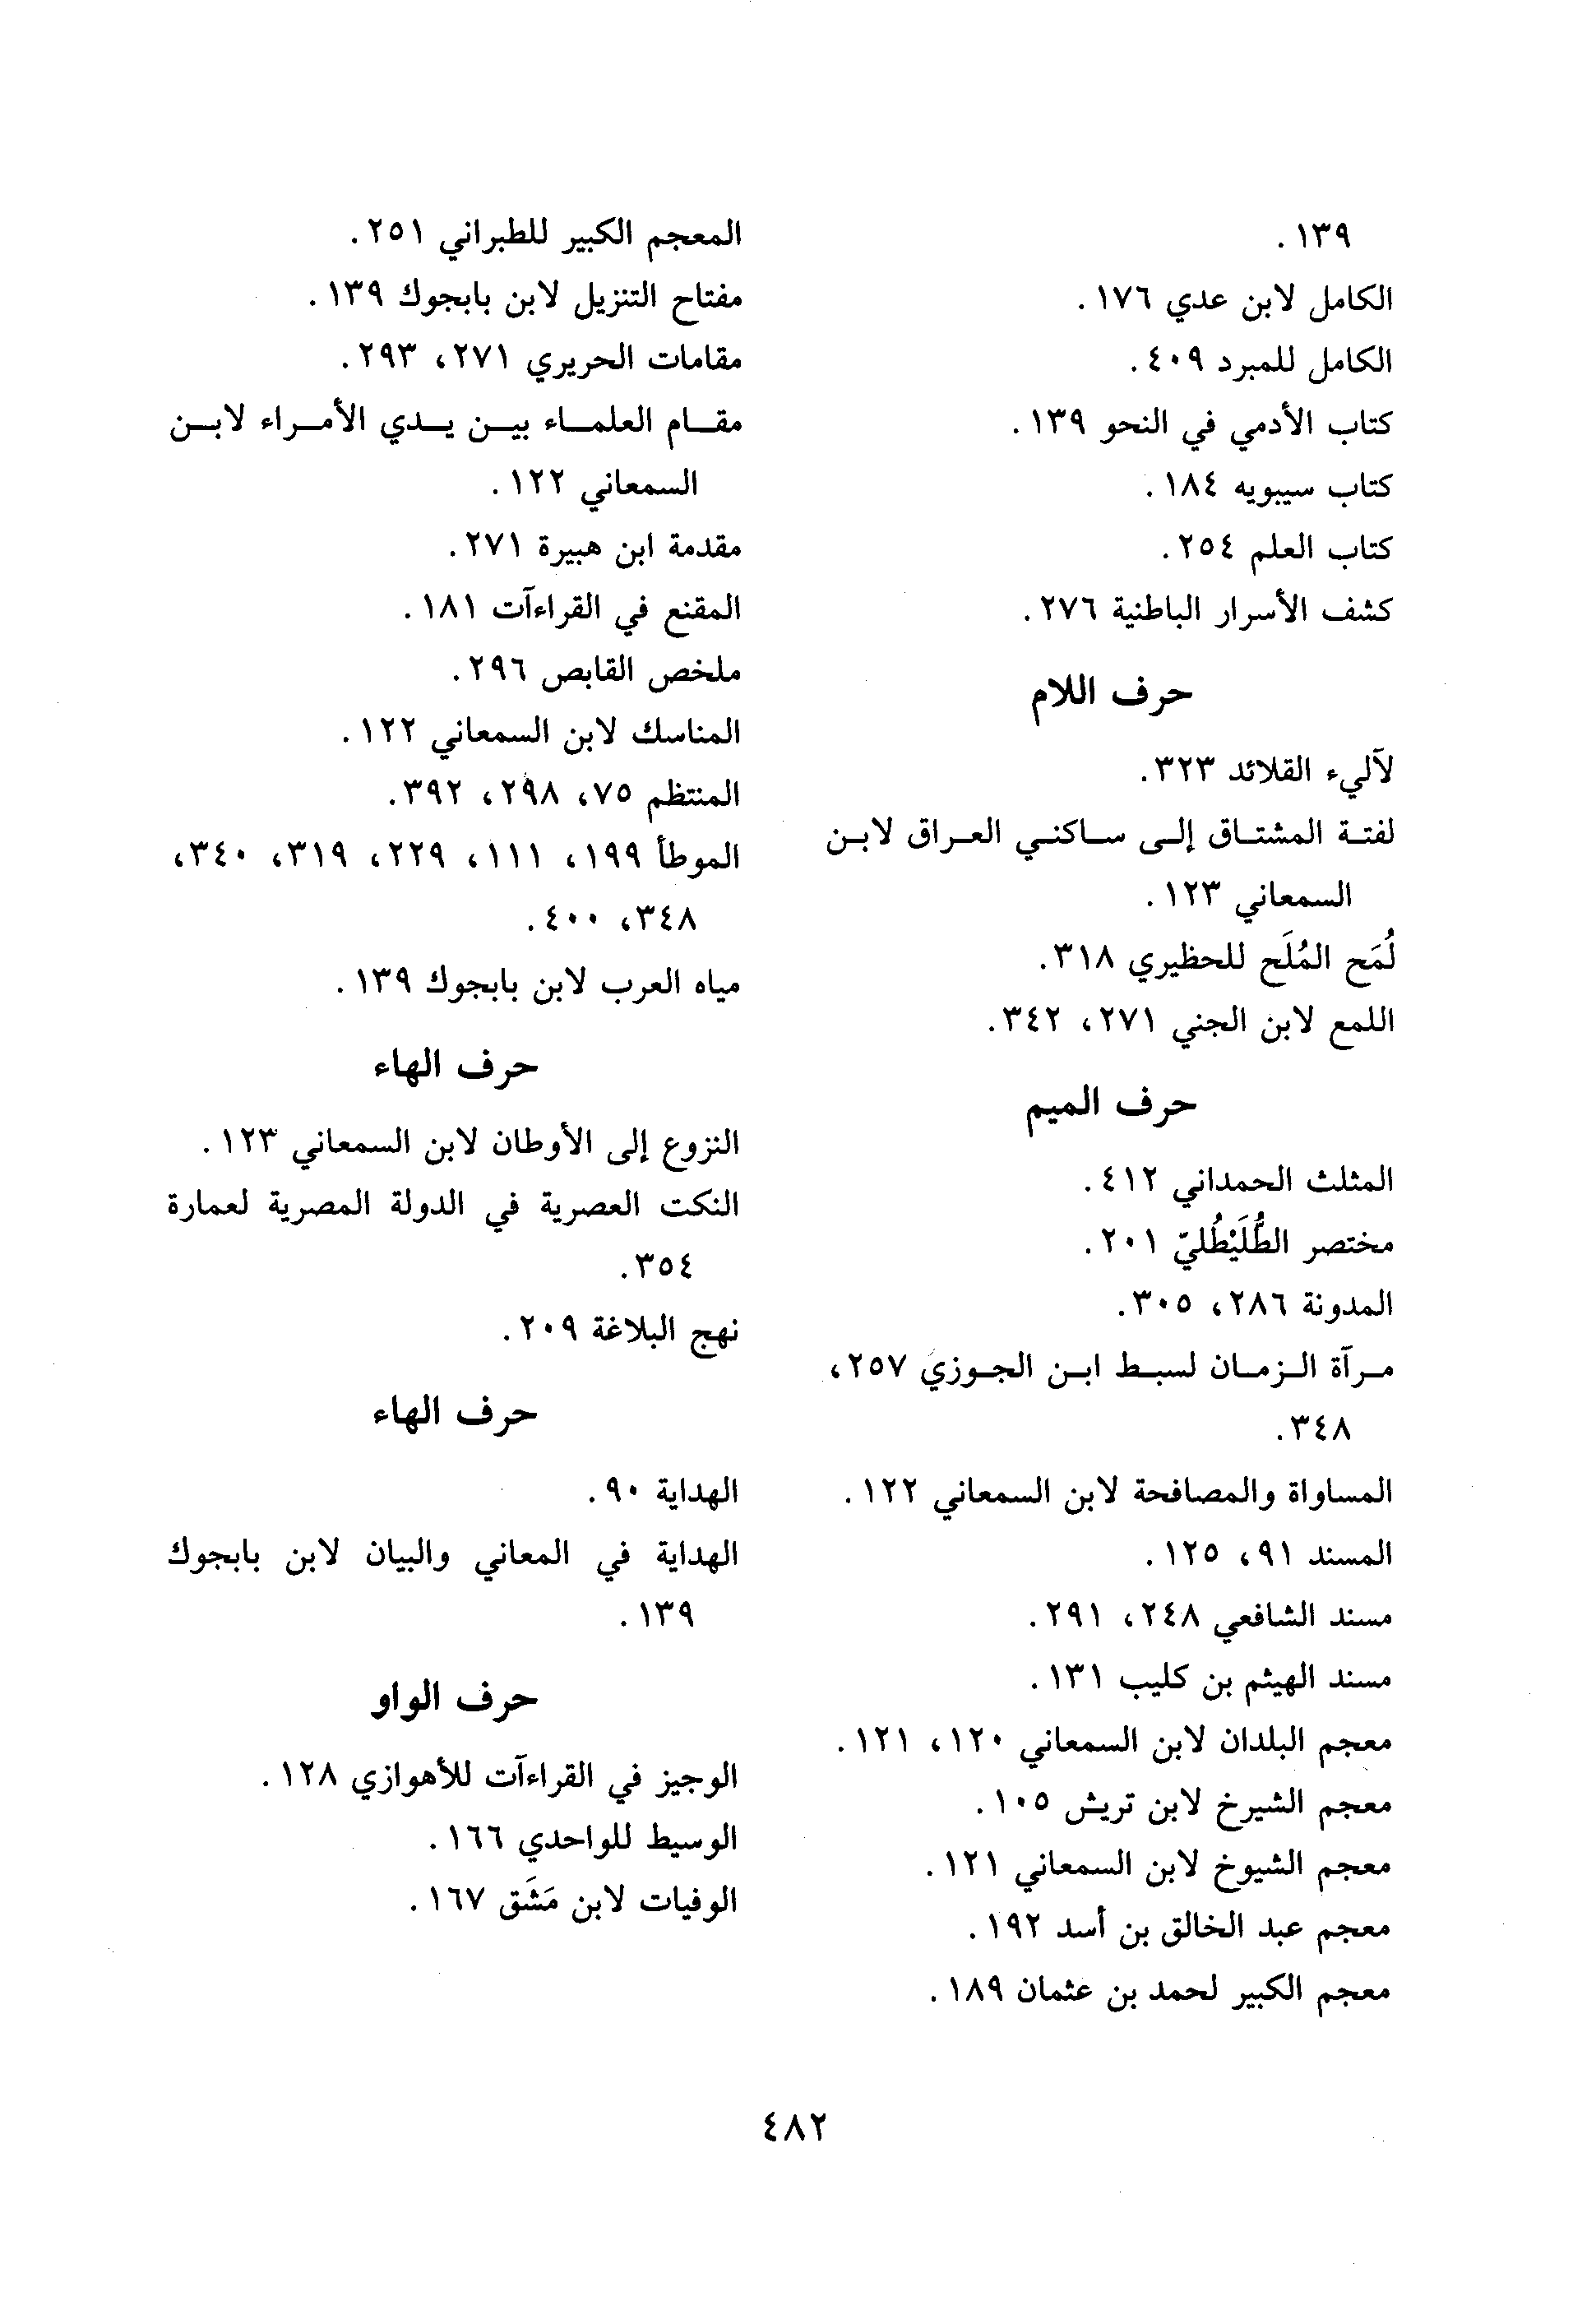 ١٣٩.
الكامل لابن عدي ١٧٦.
الكامل للمبرد ٤٠٩.
كتاب الأدمي في النحو ١٣٩.
كتاب سيبويه ١٨٤.
كتاب العلم ٢٥٤.
كشف الأسرار الباطنية ٢٧٦.
حرف اللام
لآليء القلائد ٣٢٣.
لفتة المشتاق إلى ساكني العراق لابن
السمعاني ١٢٣.
لُمَح المُلَح للحظيري ٣١٨.
اللمع لابن الجني ٢٧١، ٣٤٢.
حرف الميم
المثلث الحمداني ٤١٢.
مختصر الطُّلَيْطُليّ ٢٠١.
المدونة ٢٨٦، ٣٠٥.
مرآة الزمان لسبط ابن الجوزي ٢٥٧،
٣٤٨.
المساواة والمصافحة لابن السمعاني ١٢٢.
المسند ٩١، ١٢٥.
مسند الشافعي ٢٤٨، ٢٩١.
مسند الهيثم بن كليب ١٣١.
معجم البلدان لابن السمعاني ١٢٠، ١٢١.
معجم الشيرخ لابن تريش ١٠٥.
معجم الشيوخ لابن السمعاني ١٢١.
معجم عبد الخالق بن أسد ١٩٢.
معجم الكبير لحمد بن عثمان ١٨٩.
المعجم الكبير للطبراني ٢٥١.
مفتاح التنزيل لابن بابجوك ١٣٩.
مقامات الحريري ٢٧١، ٢٩٣.
مقام العلماء بين يدي الأمراء لابن
السمعاني ١٢٢.
مقدمة ابن هبيرة ٢٧١.
المقنع في القراءآت ١٨١.
ملخص القابص ٢٩٦.
المناسك لابن السمعاني ١٢٢.
المنتظم ٧٥، ٢٩٨، ٣٩٢.
الموطأ ١٩٩، ١١١، ٢٢٩، ٣١٩، ٣٤٠،
٣٤٨، ٤٠٠.
مياه العرب لابن بابجوك ١٣٩.
حرف الهاء
النزوع إلى الأوطان لابن السمعاني ١٢٣.
النكت العصرية في الدولة المصرية لعمارة
٣٥٤.
نهج البلاغة ٢٠٩.
حرف الهاء
الهداية ٩٠.
الهداية في المعاني والبيان لابن بابجوك
١٣٩.
حرف الواو
الوجيز في القراءآت للأهوازي ١٢٨.
الوسيط للواحدي ١٦٦.
الوفيات لابن مَشَق ١٦٧.
٤٨٢